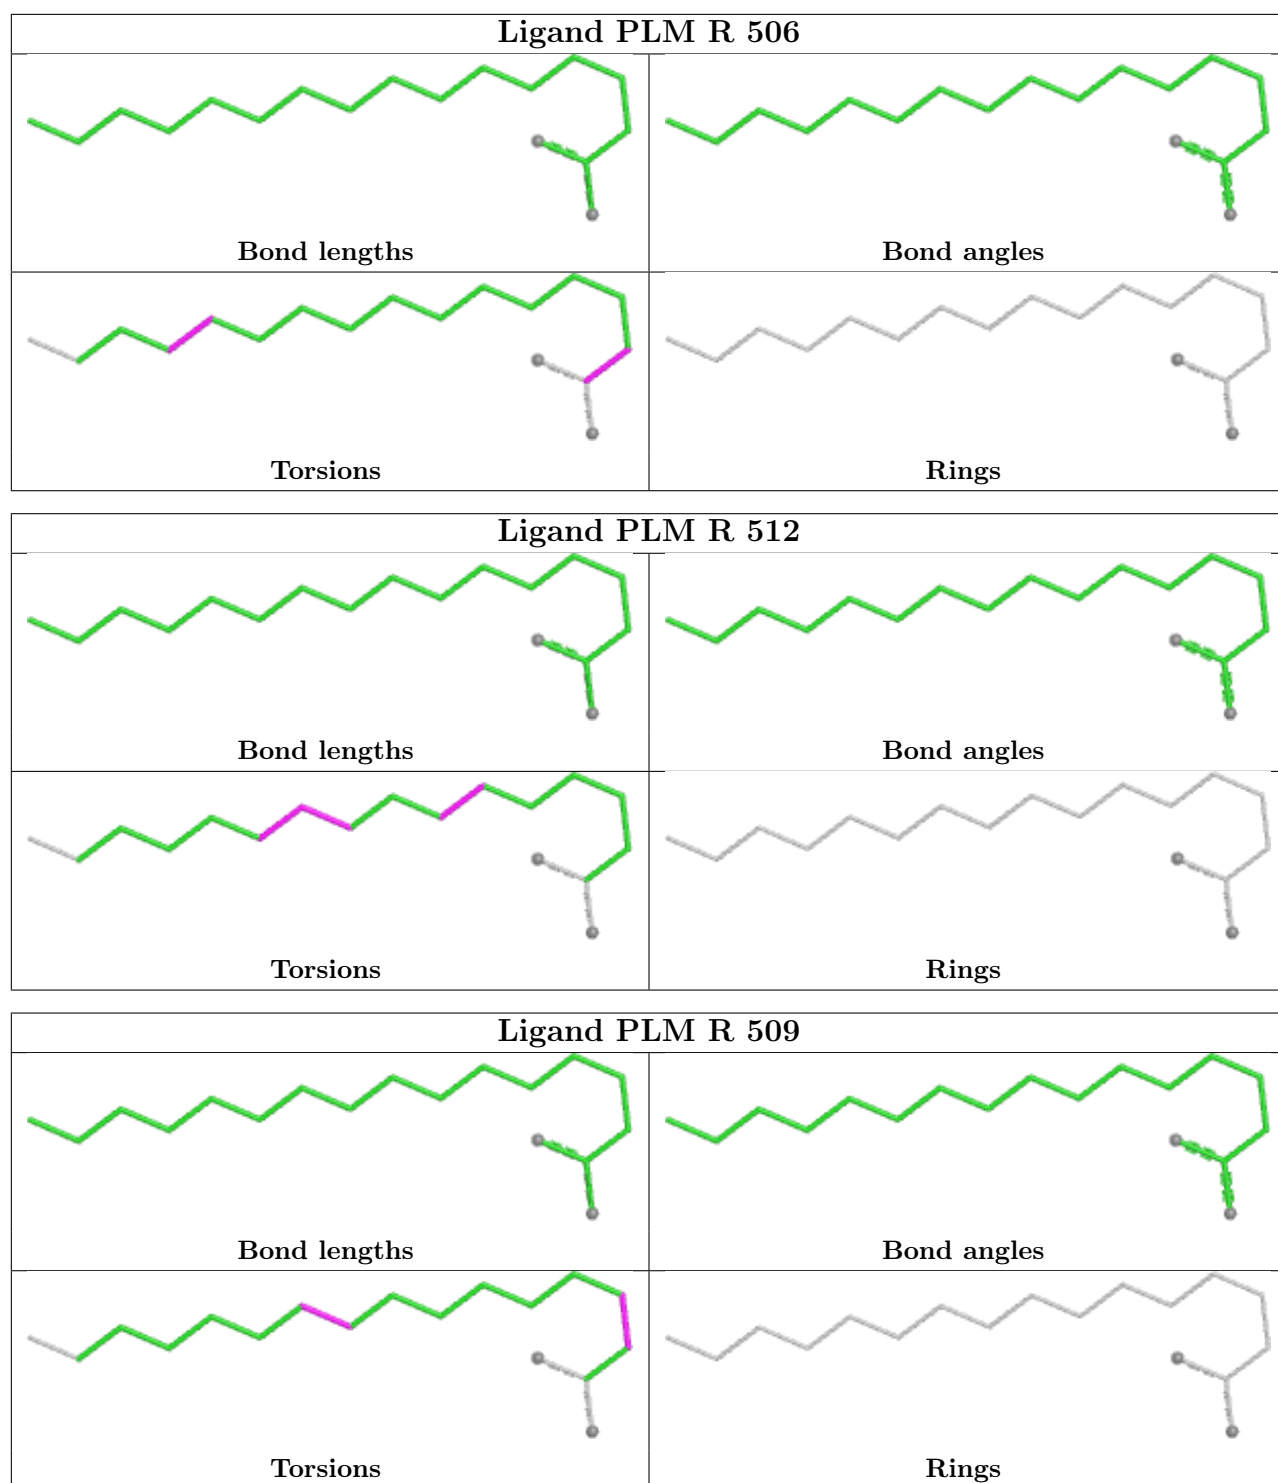 Ligand PLM R 506
Bond lengths
Bond angles
Torsions
Rings
Ligand PLM R 512
Bond lengths
Bond angles
Torsions
Rings
Ligand PLM R 509
Bond lengths
Bond angles
Torsions
Rings